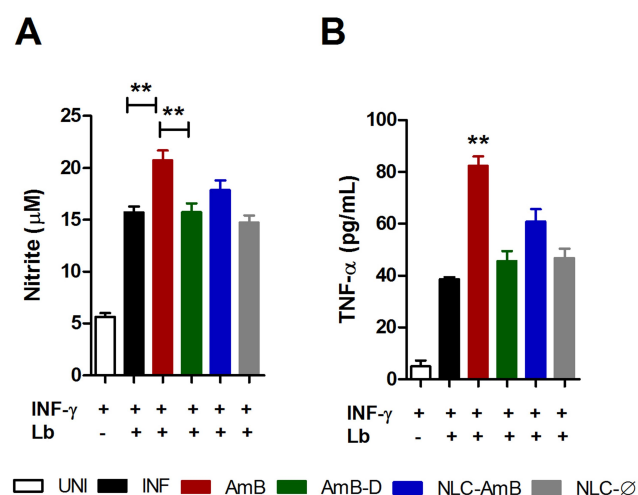 A
B
**
**
25
20
15
10
5
0
Nitrite (μM)
INF-γ + + + + + +
Lb - + + + + +
**
100
80
60
40
20
0
TNF-α (pg/mL)
INF-γ + + + + + +
Lb - + + + + +
UNI INF AmB AmB-D NLC-AmB NLC-∅